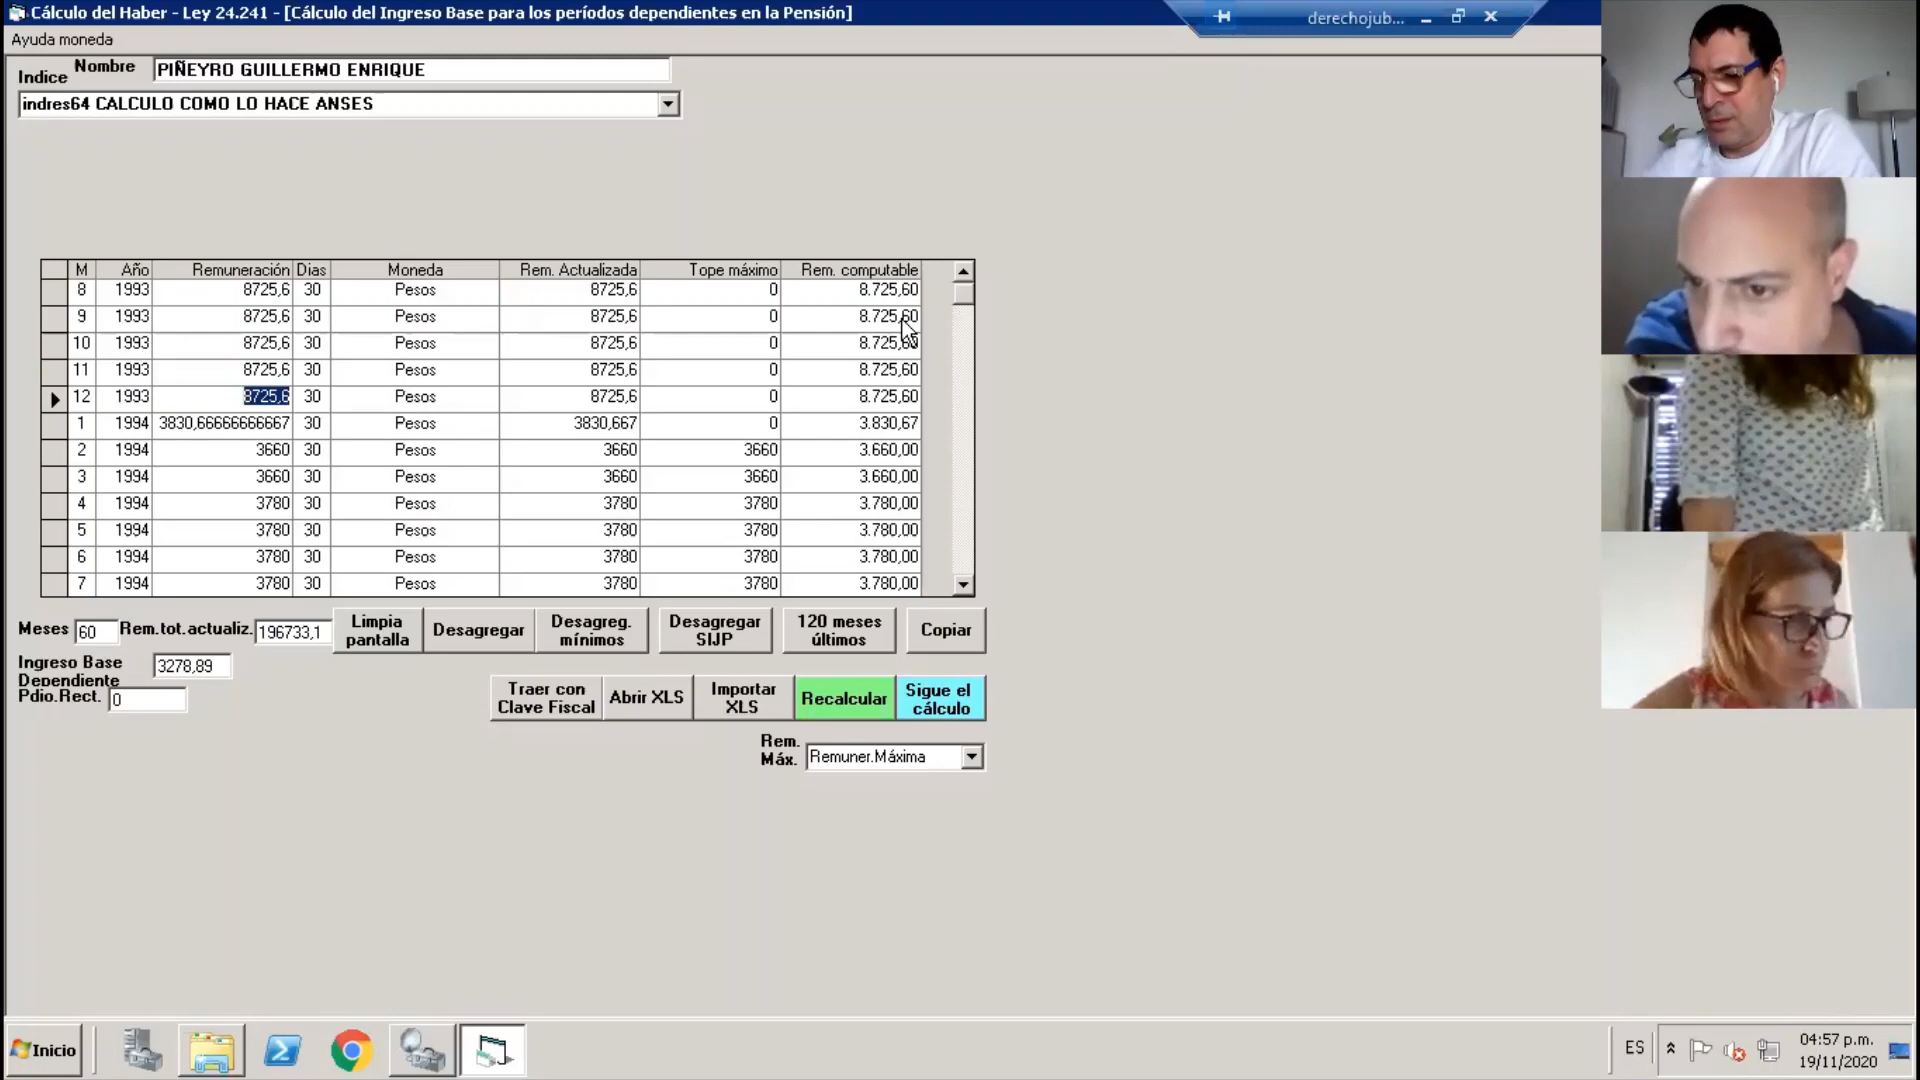 Cálculo del Haber - Ley 24.241 - [Cálculo del Ingreso Base para los períodos dependientes en la Pensión]
derechojub...
Ayuda moneda
Nombre PIÑEYRO GUILLERMO ENRIQUE
Indice
indres64 CALCULO COMO LO HACE ANSES
M Año Remuneración Dias Moneda Rem. Actualizada Tope máximo Rem. computable
8 1993 8725,6 30 Pesos 8725,6 0 8.725,60
9 1993 8725,6 30 Pesos 8725,6 0 8.725,60
10 1993 8725,6 30 Pesos 8725,6 0 8.725,60
11 1993 8725,6 30 Pesos 8725,6 0 8.725,60
12 1993 8725,6 30 Pesos 8725,6 0 8.725,60
1 1994 3830,66666666667 30 Pesos 3830,667 0 3.830,67
2 1994 3660 30 Pesos 3660 3660 3.660,00
3 1994 3660 30 Pesos 3660 3660 3.660,00
4 1994 3780 30 Pesos 3780 3780 3.780,00
5 1994 3780 30 Pesos 3780 3780 3.780,00
6 1994 3780 30 Pesos 3780 3780 3.780,00
7 1994 3780 30 Pesos 3780 3780 3.780,00
Meses 60 Rem.tot.actualiz. 196733,1
Limpia pantalla
Desagregar
Desagreg. mínimos
Desagregar SIJP
120 meses últimos
Copiar
Ingreso Base Dependiente 3278,89
Pdio.Rect. 0
Traer con Clave Fiscal
Abrir XLS
Importar XLS
Recalcular
Sigue el cálculo
Rem. Máx. Remuner.Máxima
Inicio
ES
04:57 p.m.
19/11/2020